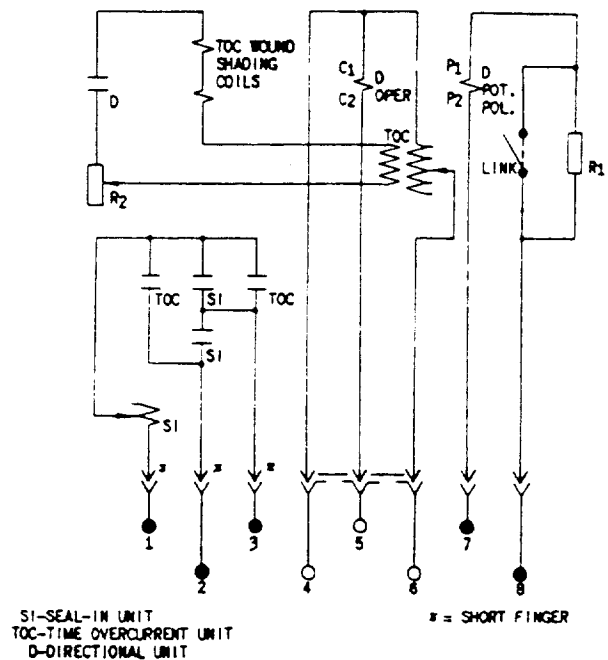 TOC WOUND
SHADING
COILS
D
R2
C1
C2
D
OPER
TOC
P1
P2
D
POT.
POL.
LINK
R1
TOC
SI
TOC
SI
SI
*
*
*
1
2
3
4
5
6
7
8
SI-SEAL-IN UNIT
TOC-TIME OVERCURRENT UNIT
D-DIRECTIONAL UNIT
* = SHORT FINGER